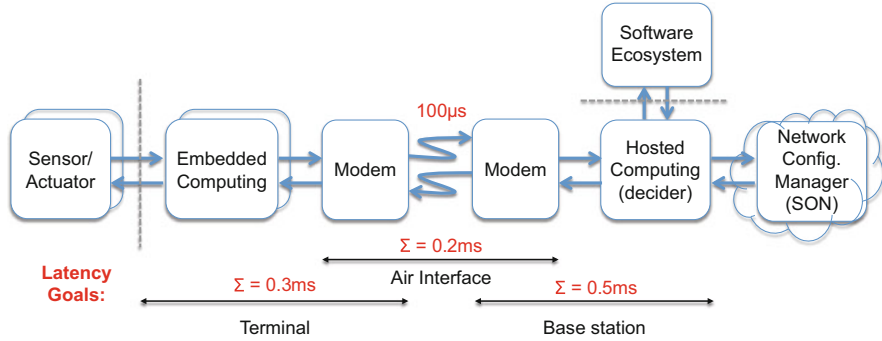 Software
Ecosystem
100µs
Sensor/
Actuator
Embedded
Computing
Modem
Modem
Hosted
Computing
(decider)
Network
Config.
Manager
(SON)
Latency
Goals:
Σ = 0.2ms
Air Interface
Σ = 0.3ms
Σ = 0.5ms
Terminal
Base station